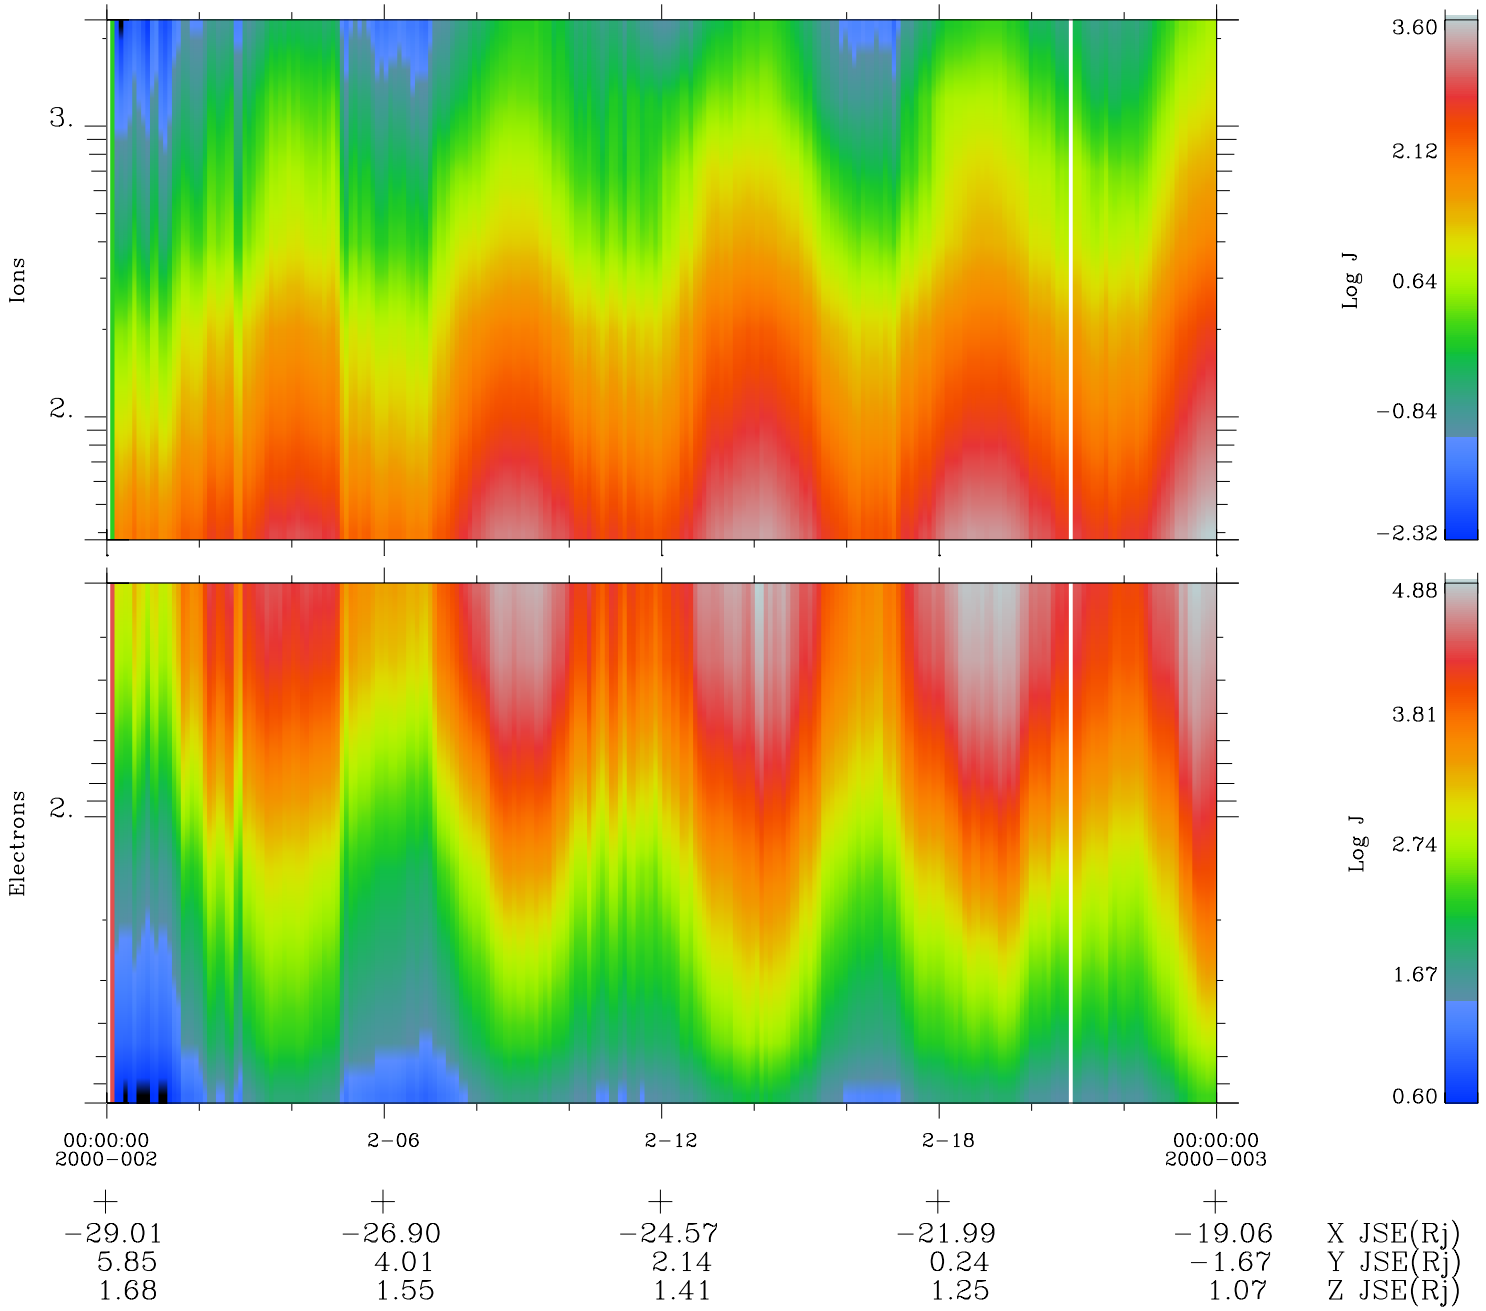 3.60
3.
2.12
Ions
Log J
0.64
2.
-0.84
-2.32
4.88
3.81
2.
Electrons
Log J
2.74
1.67
0.60
00:00:00 2-06 2-12 2-18 00:00:00
2000-002 2000-003
-29.01 -26.90 -24.57 -21.99 -19.06 X JSE(Rj)
5.85 4.01 2.14 0.24 -1.67 Y JSE(Rj)
1.68 1.55 1.41 1.25 1.07 Z JSE(Rj)